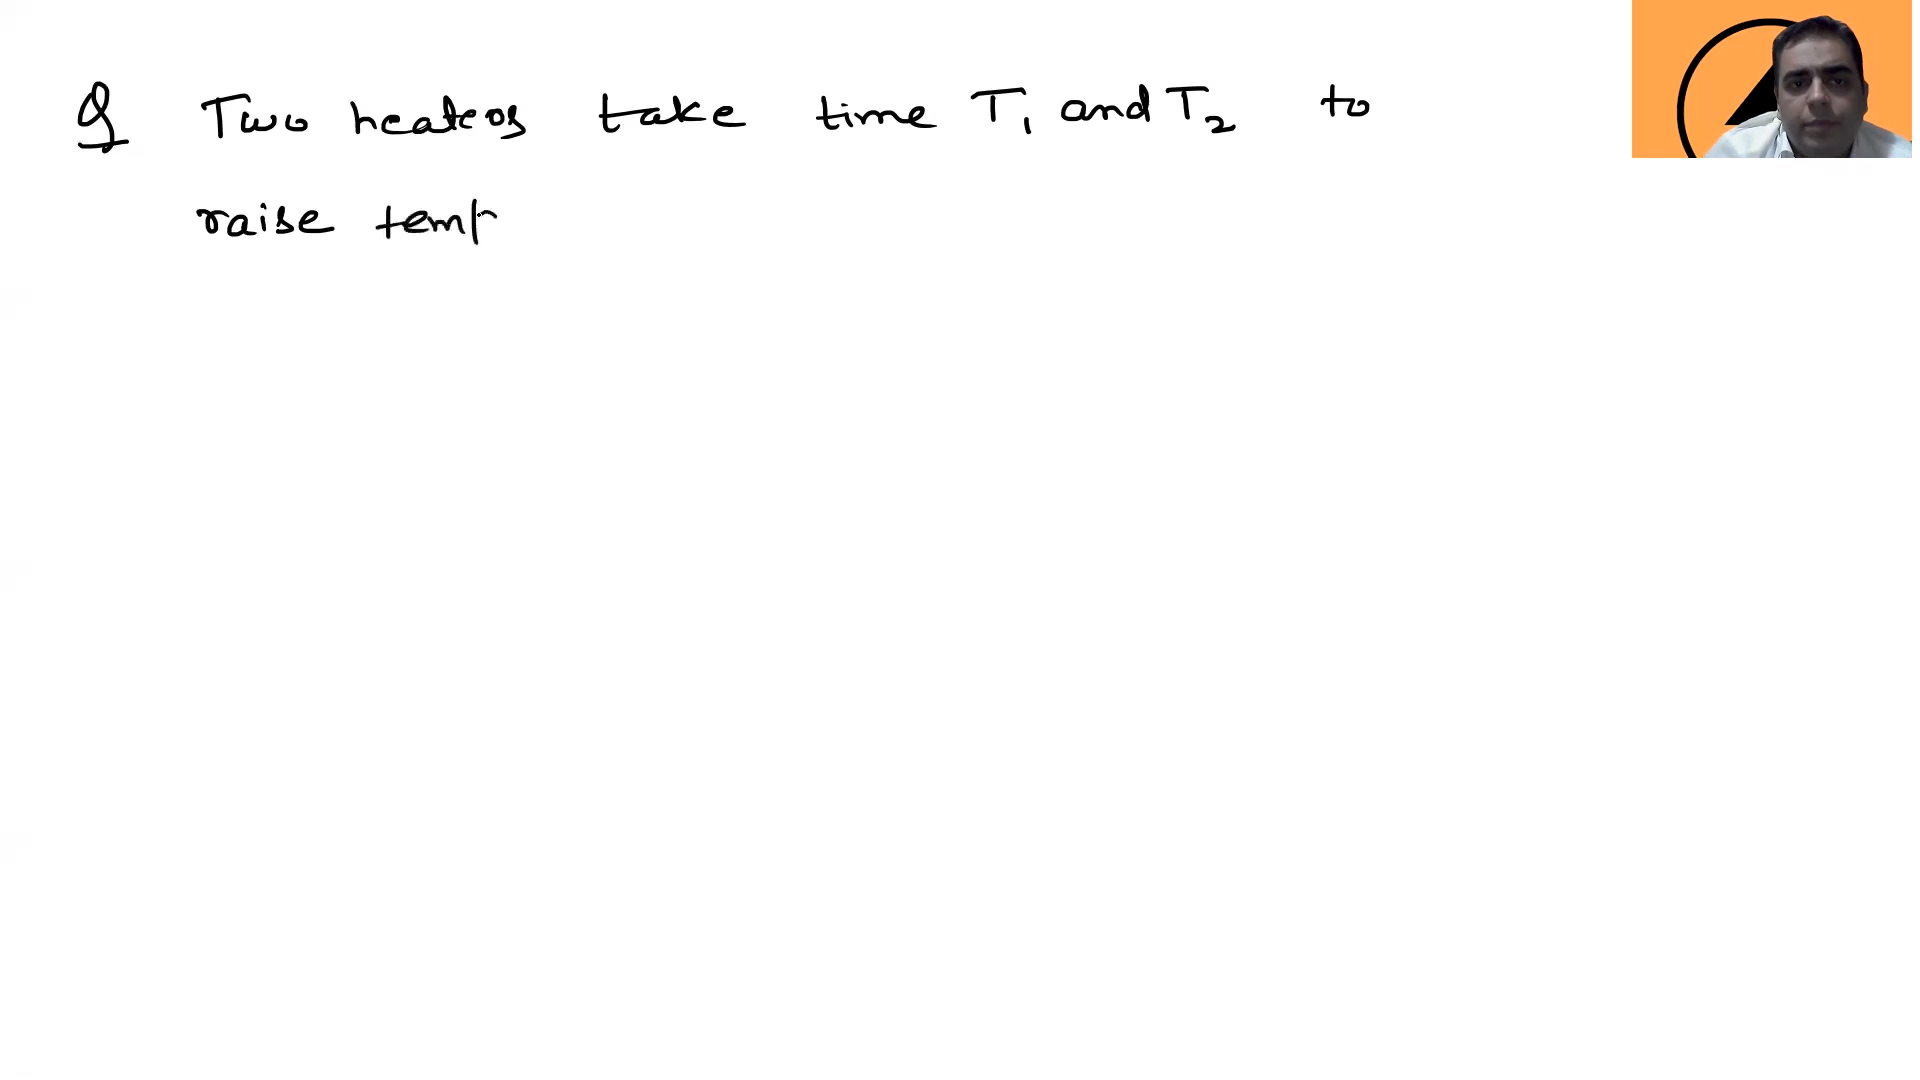 Q Two heaters take time T₁ and T₂ to
raise temp